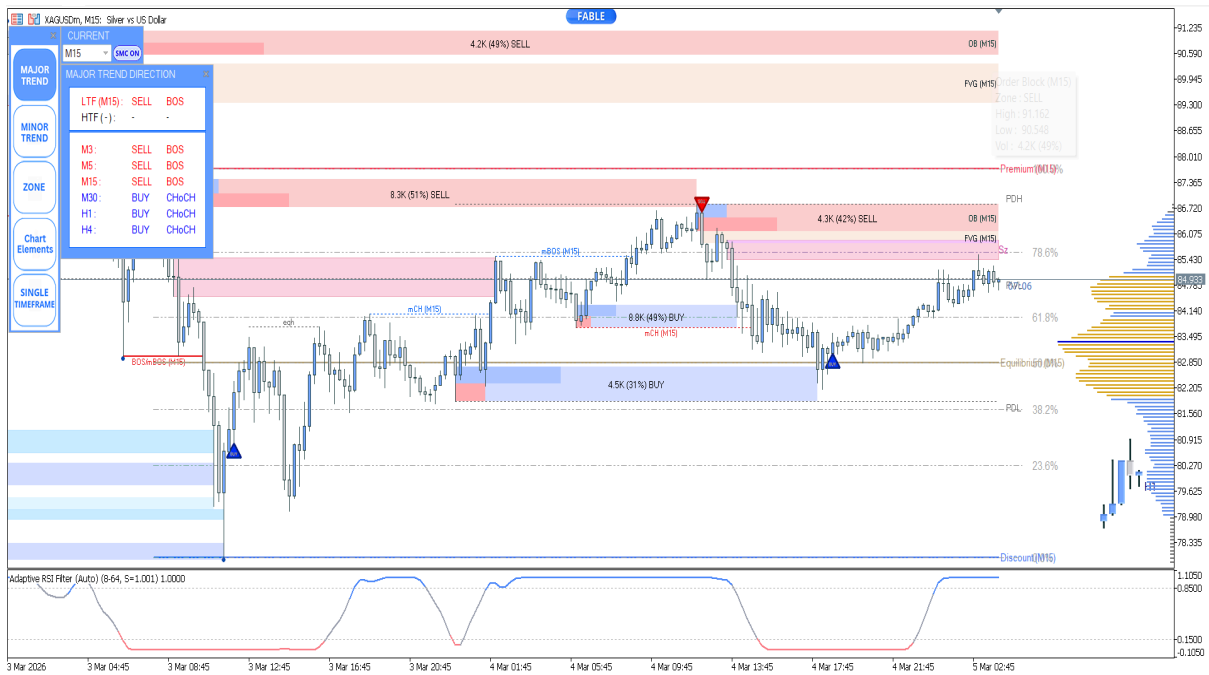 XAGUSDm, M15: Silver vs US Dollar
FABLE
CURRENT
M15
SMC ON
MAJOR TREND DIRECTION
LTF (M15) : SELL BOS
HTF ( - ) : - -
M3 : SELL BOS
M5 : SELL BOS
M15 : SELL BOS
M30 : BUY CHoCH
H1 : BUY CHoCH
H4 : BUY CHoCH
MAJOR
TREND
MINOR
TREND
ZONE
Chart
Elements
SINGLE
TIMEFRAME
4.2K (49%) SELL
OB (M15)
FVG (M15)
Order Block (M15)
Zone : SELL
High : 91.162
Low : 90.548
Vol : 4.2K (49%)
Premium (M15)
8.3K (51%) SELL
PDH
4.3K (42%) SELL
OB (M15)
FVG (M15)
Sz
78.6%
mBOS (M15)
mCH (M15)
eqh
8.8K (49%) BUY
mCH (M15)
61.8%
BOS/mBOS (M15)
Equilibrium (M15)
4.5K (31%) BUY
PDL
38.2%
BUY
BUY
23.6%
H1
Discount (M15)
91.235
90.590
89.945
89.300
88.655
88.010
87.365
86.720
86.075
85.430
84.933
84.785
84.140
83.495
82.850
82.205
81.560
80.915
80.270
79.625
78.980
78.335
Adaptive RSI Filter (Auto) (8-64, S=1.001) 1.0000
1.1050
0.8500
0.1500
-0.1050
3 Mar 2026
3 Mar 04:45
3 Mar 08:45
3 Mar 12:45
3 Mar 16:45
3 Mar 20:45
4 Mar 01:45
4 Mar 05:45
4 Mar 09:45
4 Mar 13:45
4 Mar 17:45
4 Mar 21:45
5 Mar 02:45